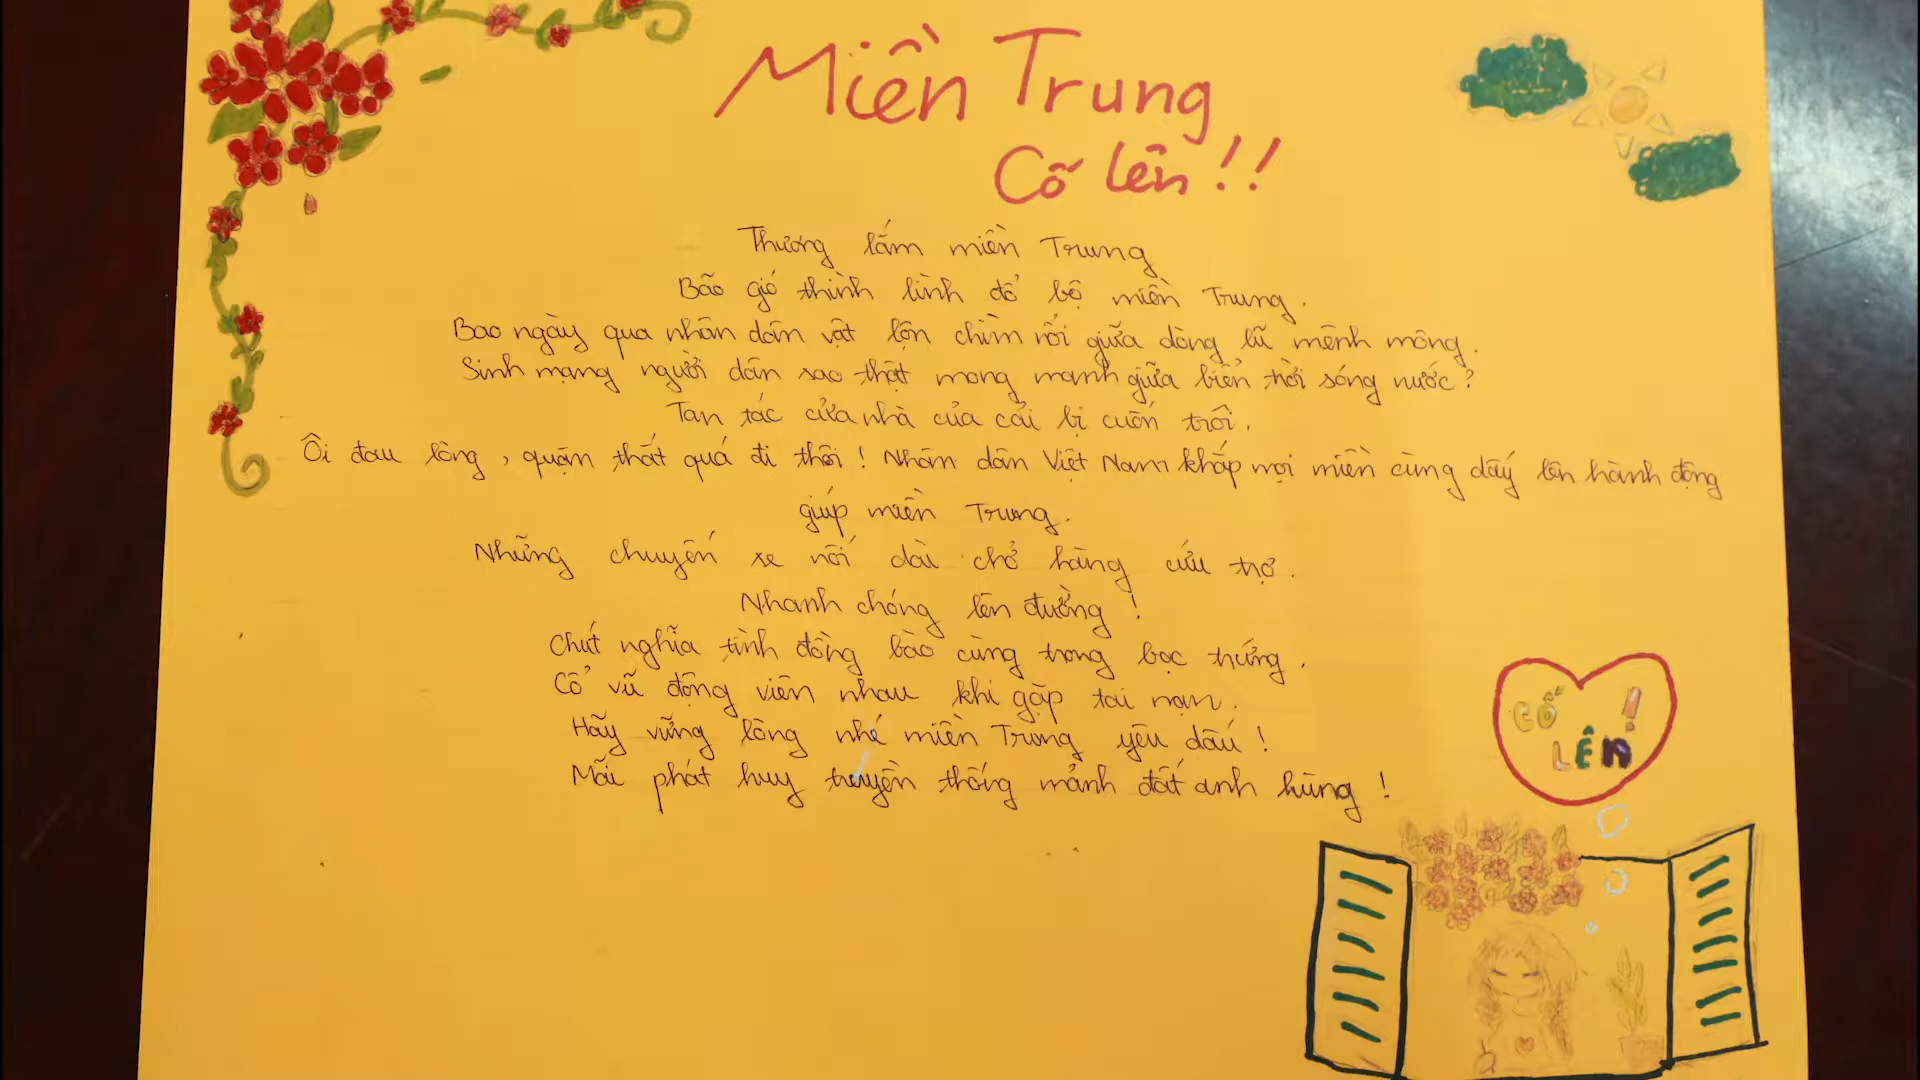 Miền Trung
Cố lên!!
Thương lắm miền Trung
Bão gió thình lình đổ bộ miền Trung.
Bao ngày qua nhân dân vật lộn chìm nổi giữa dòng lũ mênh mông.
Sinh mạng người dân sao thật mong manh giữa biển trời sóng nước?
Tan tác cửa nhà của cải bị cuốn trôi.
Ôi đau lòng, quặn thắt quá đi thôi! Nhân dân Việt Nam khắp mọi miền cùng dấy lên hành động
giúp miền Trung.
Những chuyến xe nối dài chở hàng cứu trợ.
Nhanh chóng lên đường!
Chút nghĩa tình đồng bào cùng trong bọc trứng.
Cổ vũ động viên nhau khi gặp tai nạn.
Hãy vững lòng nhé miền Trung yêu dấu!
Mãi phát huy truyền thống mảnh đất anh hùng!
CỐ
LÊN!